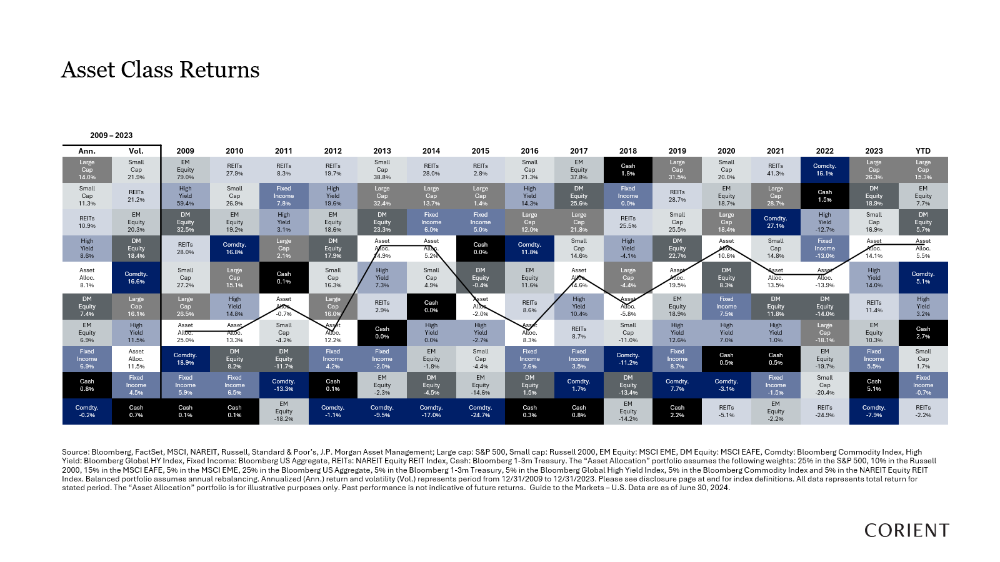 Asset Class Returns
2009 – 2023
Ann. Vol. 2009 2010 2011 2012 2013 2014 2015 2016 2017 2018 2019 2020 2021 2022 2023 YTD
Large Small EM REITs REITs REITs Small REITs REITs Small EM Cash Large Small REITs Comdty. Large Large
Cap Cap Equity 27.9% 8.3% 19.7% Cap 28.0% 2.8% Cap Equity 1.8% Cap Cap 41.3% 16.1% Cap Cap
14.0% 21.9% 79.0% 38.8% 21.3% 37.8% 31.5% 20.0% 26.3% 15.3%
Small REITs High Small Fixed High Large Large Large High DM Fixed REITs EM Large Cash DM EM
Cap 21.2% Yield Cap Income Yield Cap Cap Cap Yield Equity Income 28.7% Equity Cap 1.5% Equity Equity
11.3% 59.4% 26.9% 7.8% 19.6% 32.4% 13.7% 1.4% 14.3% 25.6% 0.0% 18.7% 28.7% 18.9% 7.7%
REITs EM DM EM High EM DM Fixed Fixed Large Large REITs Small Large Comdty. High Small DM
10.9% Equity Equity Equity Yield Equity Equity Income Income Cap Cap 25.5% Cap Cap 27.1% Yield Cap Equity
20.3% 32.5% 19.2% 3.1% 18.6% 23.3% 6.0% 5.0% 12.0% 21.8% 25.5% 18.4% -12.7% 16.9% 5.7%
High DM REITs Comdty. Large DM Asset Asset Cash Comdty. Small High DM Asset Small Fixed Asset Asset
Yield Equity 28.0% 16.8% Cap Equity Alloc. Alloc. 0.0% 11.8% Cap Yield Equity Alloc. Cap Income Alloc. Alloc.
8.6% 18.4% 2.1% 17.9% 14.9% 5.2% 14.6% -4.1% 22.7% 10.6% 14.8% -13.0% 14.1% 5.5%
Asset Comdty. Small Large Cash Small High Small DM EM Asset Large Asset DM Asset Asset High Comdty.
Alloc. 16.6% Cap Cap 0.1% Cap Yield Cap Equity Equity Alloc. Cap Alloc. Equity Alloc. Alloc. Yield 5.1%
8.1% 27.2% 15.1% 16.3% 7.3% 4.9% -0.4% 11.6% 14.6% -4.4% 19.5% 8.3% 13.5% -13.9% 14.0%
DM Large Large High Asset Large REITs Cash Asset REITs High Asset EM Fixed DM DM REITs High
Equity Cap Cap Yield Alloc. Cap 2.9% 0.0% Alloc. 8.6% Yield Alloc. Equity Income Equity Equity 11.4% Yield
7.4% 16.1% 26.5% 14.8% -0.7% 16.0% -2.0% 10.4% -5.8% 18.9% 7.5% 11.8% -14.0% 3.2%
EM High Asset Asset Small Asset Cash High High Asset REITs Small High High High Large EM Cash
Equity Yield Alloc. Alloc. Cap Alloc. 0.0% Yield Yield Alloc. 8.7% Cap Yield Yield Yield Cap Equity 2.7%
6.9% 11.5% 25.0% 13.3% -4.2% 12.2% 0.0% -2.7% 8.3% -11.0% 12.6% 7.0% 1.0% -18.1% 10.3%
Fixed Asset Comdty. DM DM Fixed Fixed EM Small Fixed Fixed Comdty. Fixed Cash Cash EM Fixed Small
Income Alloc. 18.9% Equity Equity Income Income Equity Cap Income Income -11.2% Income 0.5% 0.5% Equity Income Cap
6.9% 11.5% 8.2% -11.7% 4.2% -2.0% -1.8% -4.4% 2.6% 3.5% 8.7% -19.7% 5.5% 1.7%
Cash Fixed Fixed Fixed Comdty. Cash EM DM EM DM Comdty. DM Comdty. Comdty. Fixed Small Cash Fixed
0.8% Income Income Income -13.3% 0.1% Equity Equity Equity Equity 1.7% Equity 7.7% -3.1% Income Cap 5.1% Income
4.5% 5.9% 6.5% -2.3% -4.5% -14.6% 1.5% -13.4% -1.5% -20.4% -0.7%
Comdty. Cash Cash Cash EM Comdty. Comdty. Comdty. Comdty. Cash Cash EM Cash REITs EM REITs Comdty. REITs
-0.2% 0.7% 0.1% 0.1% Equity -1.1% -9.5% -17.0% -24.7% 0.3% 0.8% Equity 2.2% -5.1% Equity -24.9% -7.9% -2.2%
-18.2% -14.2% -2.2%
Source: Bloomberg, FactSet, MSCI, NAREIT, Russell, Standard & Poor’s, J.P. Morgan Asset Management; Large cap: S&P 500, Small cap: Russell 2000, EM Equity: MSCI EME, DM Equity: MSCI EAFE, Comdty: Bloomberg Commodity Index, High
Yield: Bloomberg Global HY Index, Fixed Income: Bloomberg US Aggregate, REITs: NAREIT Equity REIT Index, Cash: Bloomberg 1-3m Treasury. The “Asset Allocation” portfolio assumes the following weights: 25% in the S&P 500, 10% in the Russell
2000, 15% in the MSCI EAFE, 5% in the MSCI EME, 25% in the Bloomberg US Aggregate, 5% in the Bloomberg 1-3m Treasury, 5% in the Bloomberg Global High Yield Index, 5% in the Bloomberg Commodity Index and 5% in the NAREIT Equity REIT
Index. Balanced portfolio assumes annual rebalancing. Annualized (Ann.) return and volatility (Vol.) represents period from 12/31/2009 to 12/31/2023. Please see disclosure page at end for index definitions. All data represents total return for
stated period. The “Asset Allocation” portfolio is for illustrative purposes only. Past performance is not indicative of future returns. Guide to the Markets – U.S. Data are as of June 30, 2024.
CORIENT